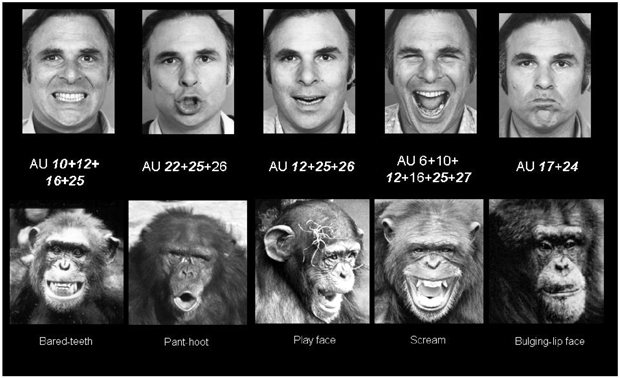 AU 10+12+
16+25
AU 22+25+26
AU 12+25+26
AU 6+10+
12+16+25+27
AU 17+24
Bared-teeth
Pant-hoot
Play face
Scream
Bulging-lip face